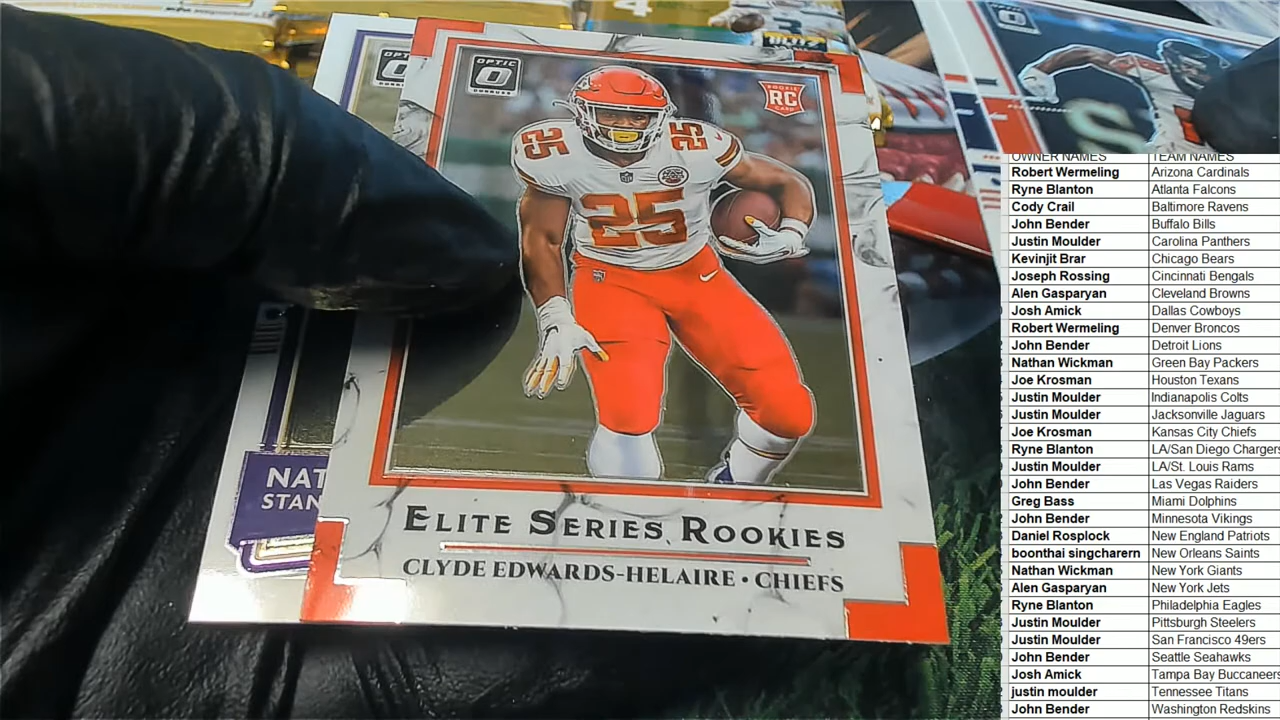 OPTIC
DONRUSS
ROOKIE
RC
CARD
25
25
25
NAT
STAN
ELITE SERIES ROOKIES
CLYDE EDWARDS-HELAIRE • CHIEFS
OWNER NAMES TEAM NAMES
Robert Wermeling Arizona Cardinals
Ryne Blanton Atlanta Falcons
Cody Crail Baltimore Ravens
John Bender Buffalo Bills
Justin Moulder Carolina Panthers
Kevinjit Brar Chicago Bears
Joseph Rossing Cincinnati Bengals
Alen Gasparyan Cleveland Browns
Josh Amick Dallas Cowboys
Robert Wermeling Denver Broncos
John Bender Detroit Lions
Nathan Wickman Green Bay Packers
Joe Krosman Houston Texans
Justin Moulder Indianapolis Colts
Justin Moulder Jacksonville Jaguars
Joe Krosman Kansas City Chiefs
Ryne Blanton LA/San Diego Chargers
Justin Moulder LA/St. Louis Rams
John Bender Las Vegas Raiders
Greg Bass Miami Dolphins
John Bender Minnesota Vikings
Daniel Rosplock New England Patriots
boonthai singcharern New Orleans Saints
Nathan Wickman New York Giants
Alen Gasparyan New York Jets
Ryne Blanton Philadelphia Eagles
Justin Moulder Pittsburgh Steelers
Justin Moulder San Francisco 49ers
John Bender Seattle Seahawks
Josh Amick Tampa Bay Buccaneers
justin moulder Tennessee Titans
John Bender Washington Redskins